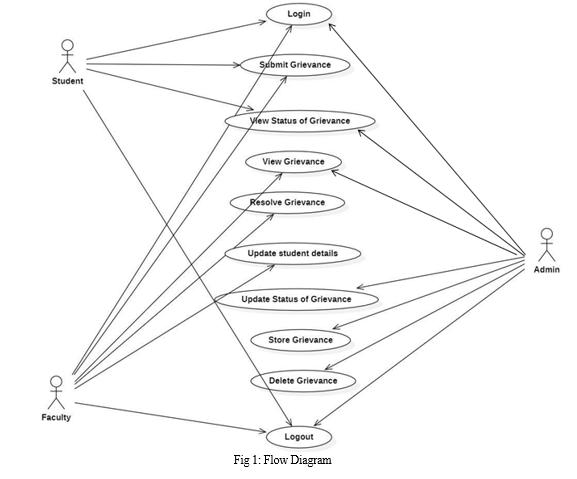 Login
Student
Submit Grievance
View Status of Grievance
View Grievance
Resolve Grievance
Update student details
Admin
Update Status of Grievance
Store Grievance
Delete Grievance
Faculty
Logout
Fig 1: Flow Diagram